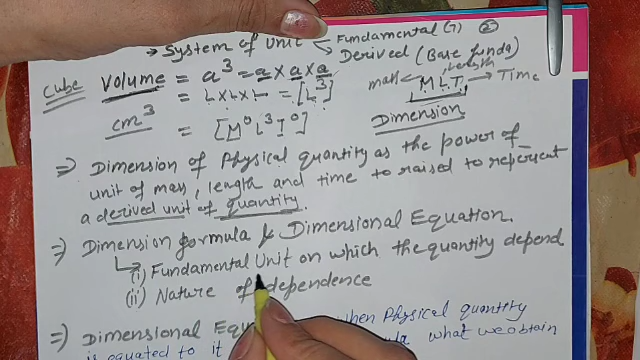 → System of Unit Fundamental (7) ②
Derived (Base funda)
Cube Volume = a³ = a × a × a
= L × L × L = [L³]
mass ← M L T → Time
Length
cm³ = [M⁰ L³ T⁰]
Dimension
⇒ Dimension of Physical quantity as the power of
unit of mass, length and time to raised to represent
a derived unit of quantity.
⇒ Dimension formula & Dimensional Equation.
(i) Fundamental Unit on which the quantity depend
(ii) Nature of dependence
⇒ Dimensional Equ when Physical quantity
is equated to it what we obtain